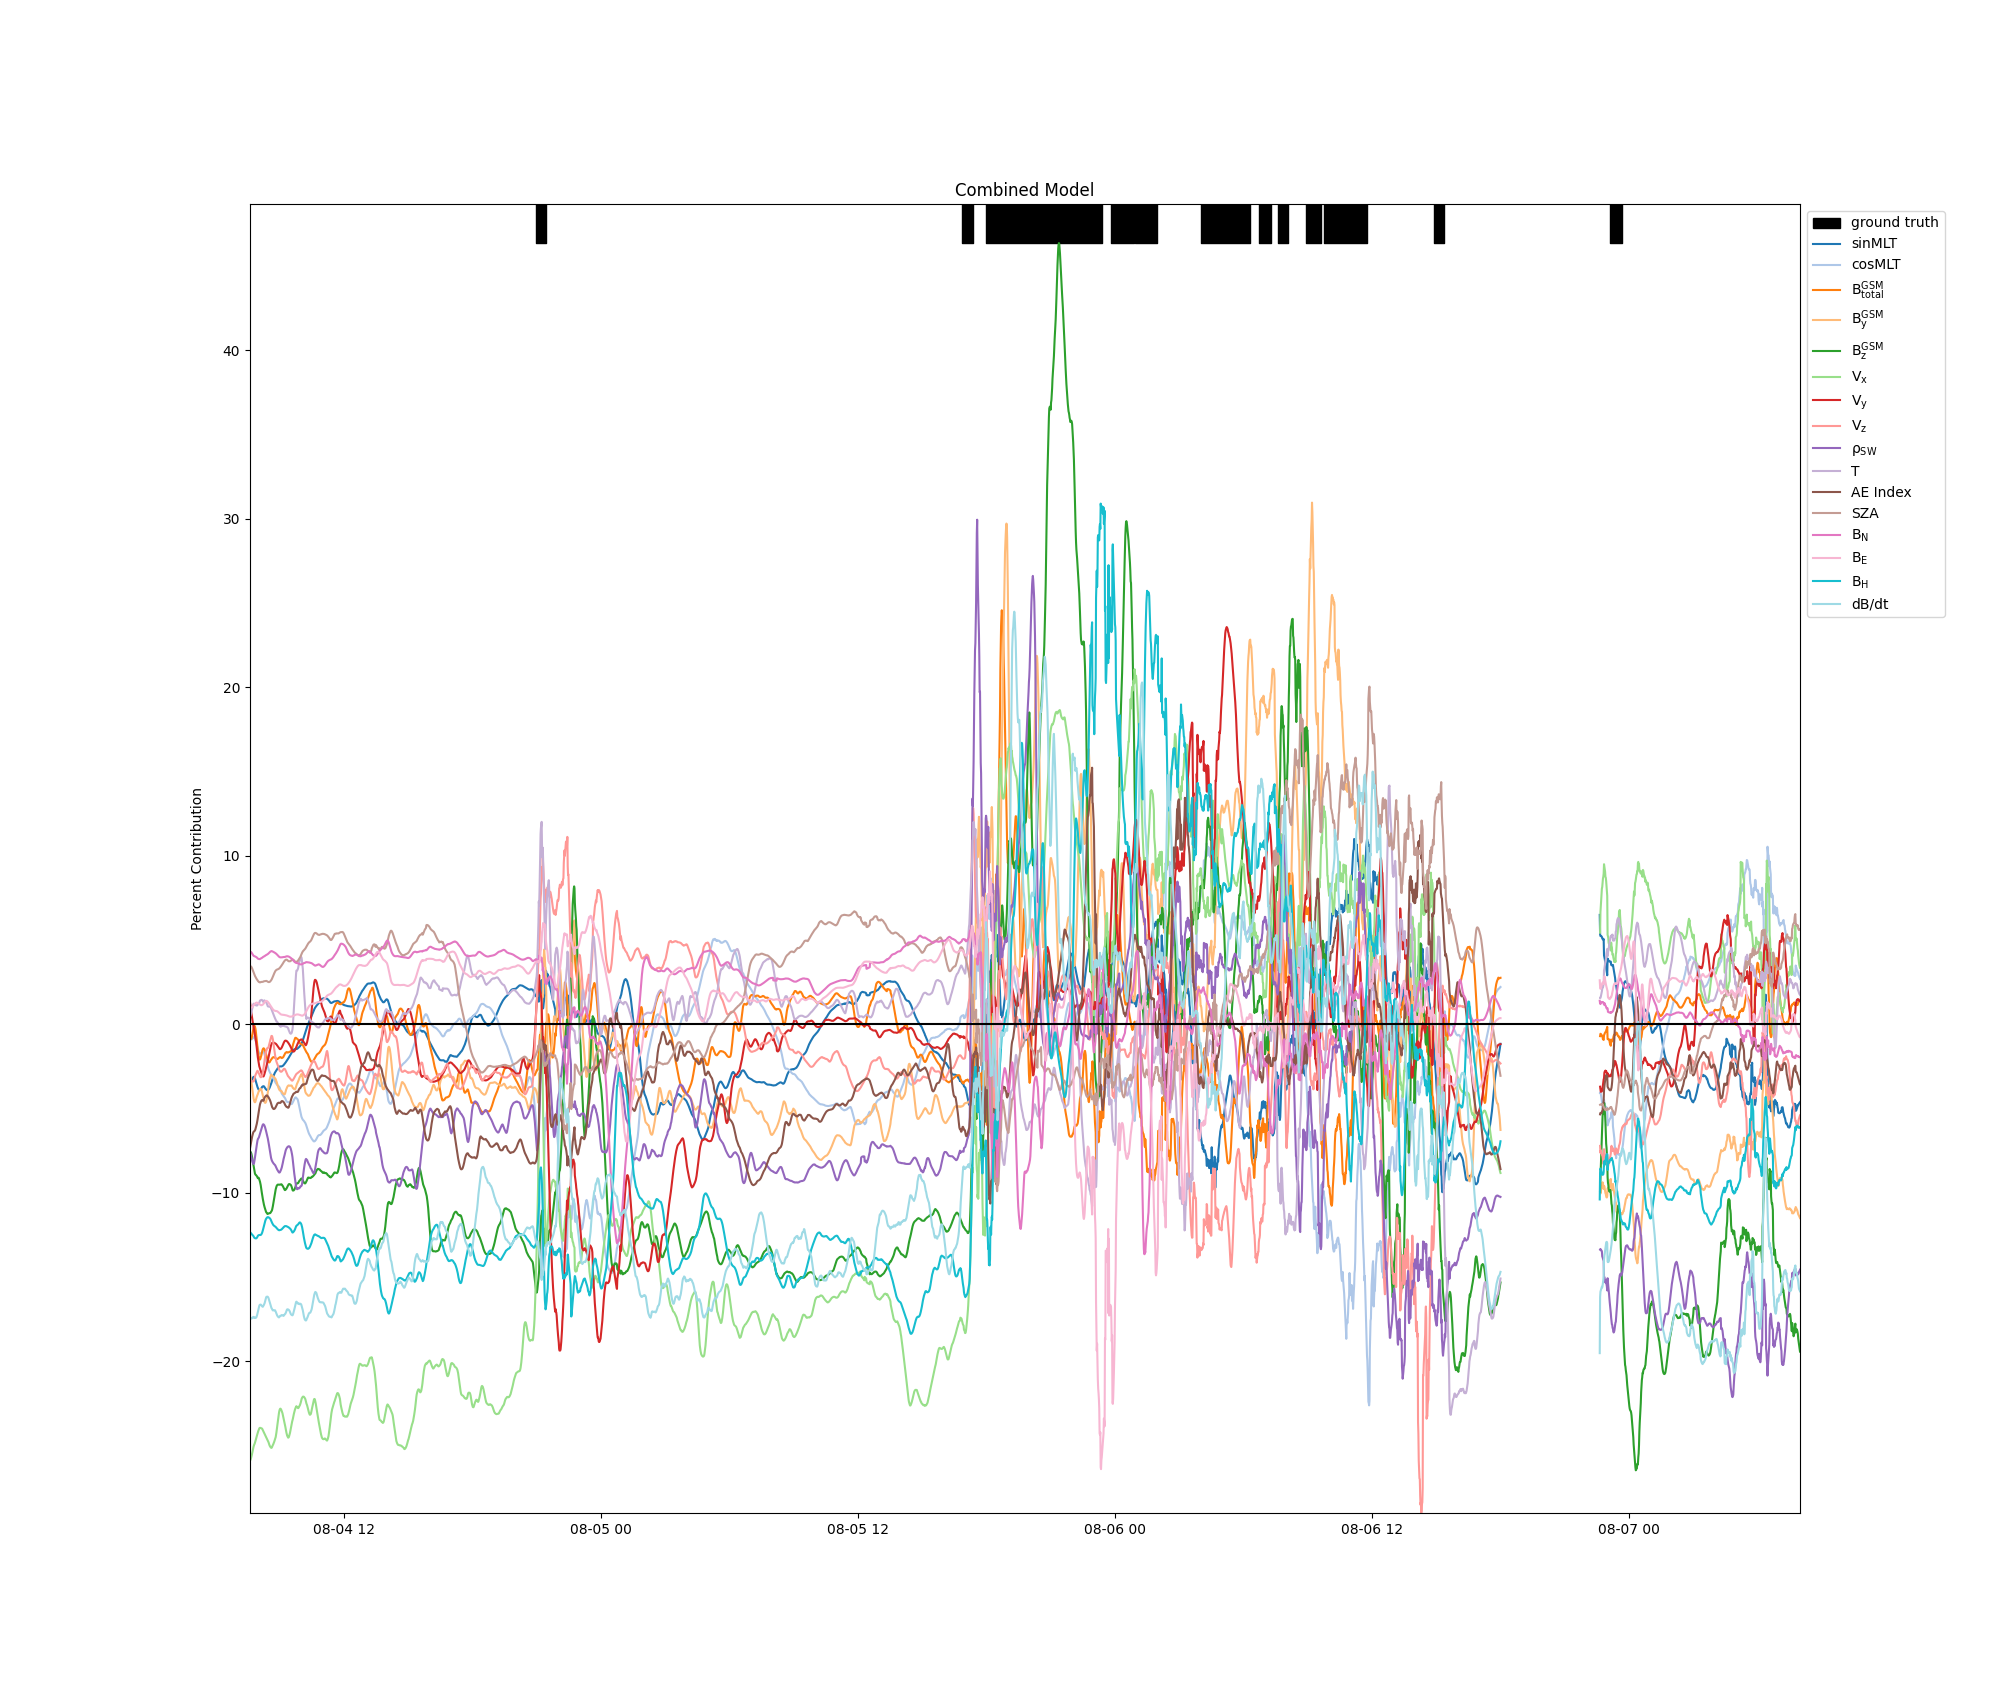 Combined Model
ground truth
sinMLT
cosMLT
B_total^GSM
B_y^GSM
B_z^GSM
V_x
V_y
V_z
ρ_SW
T
AE Index
SZA
B_N
B_E
B_H
dB/dt
Percent Contribution
40
30
20
10
0
−10
−20
08-04 12
08-05 00
08-05 12
08-06 00
08-06 12
08-07 00